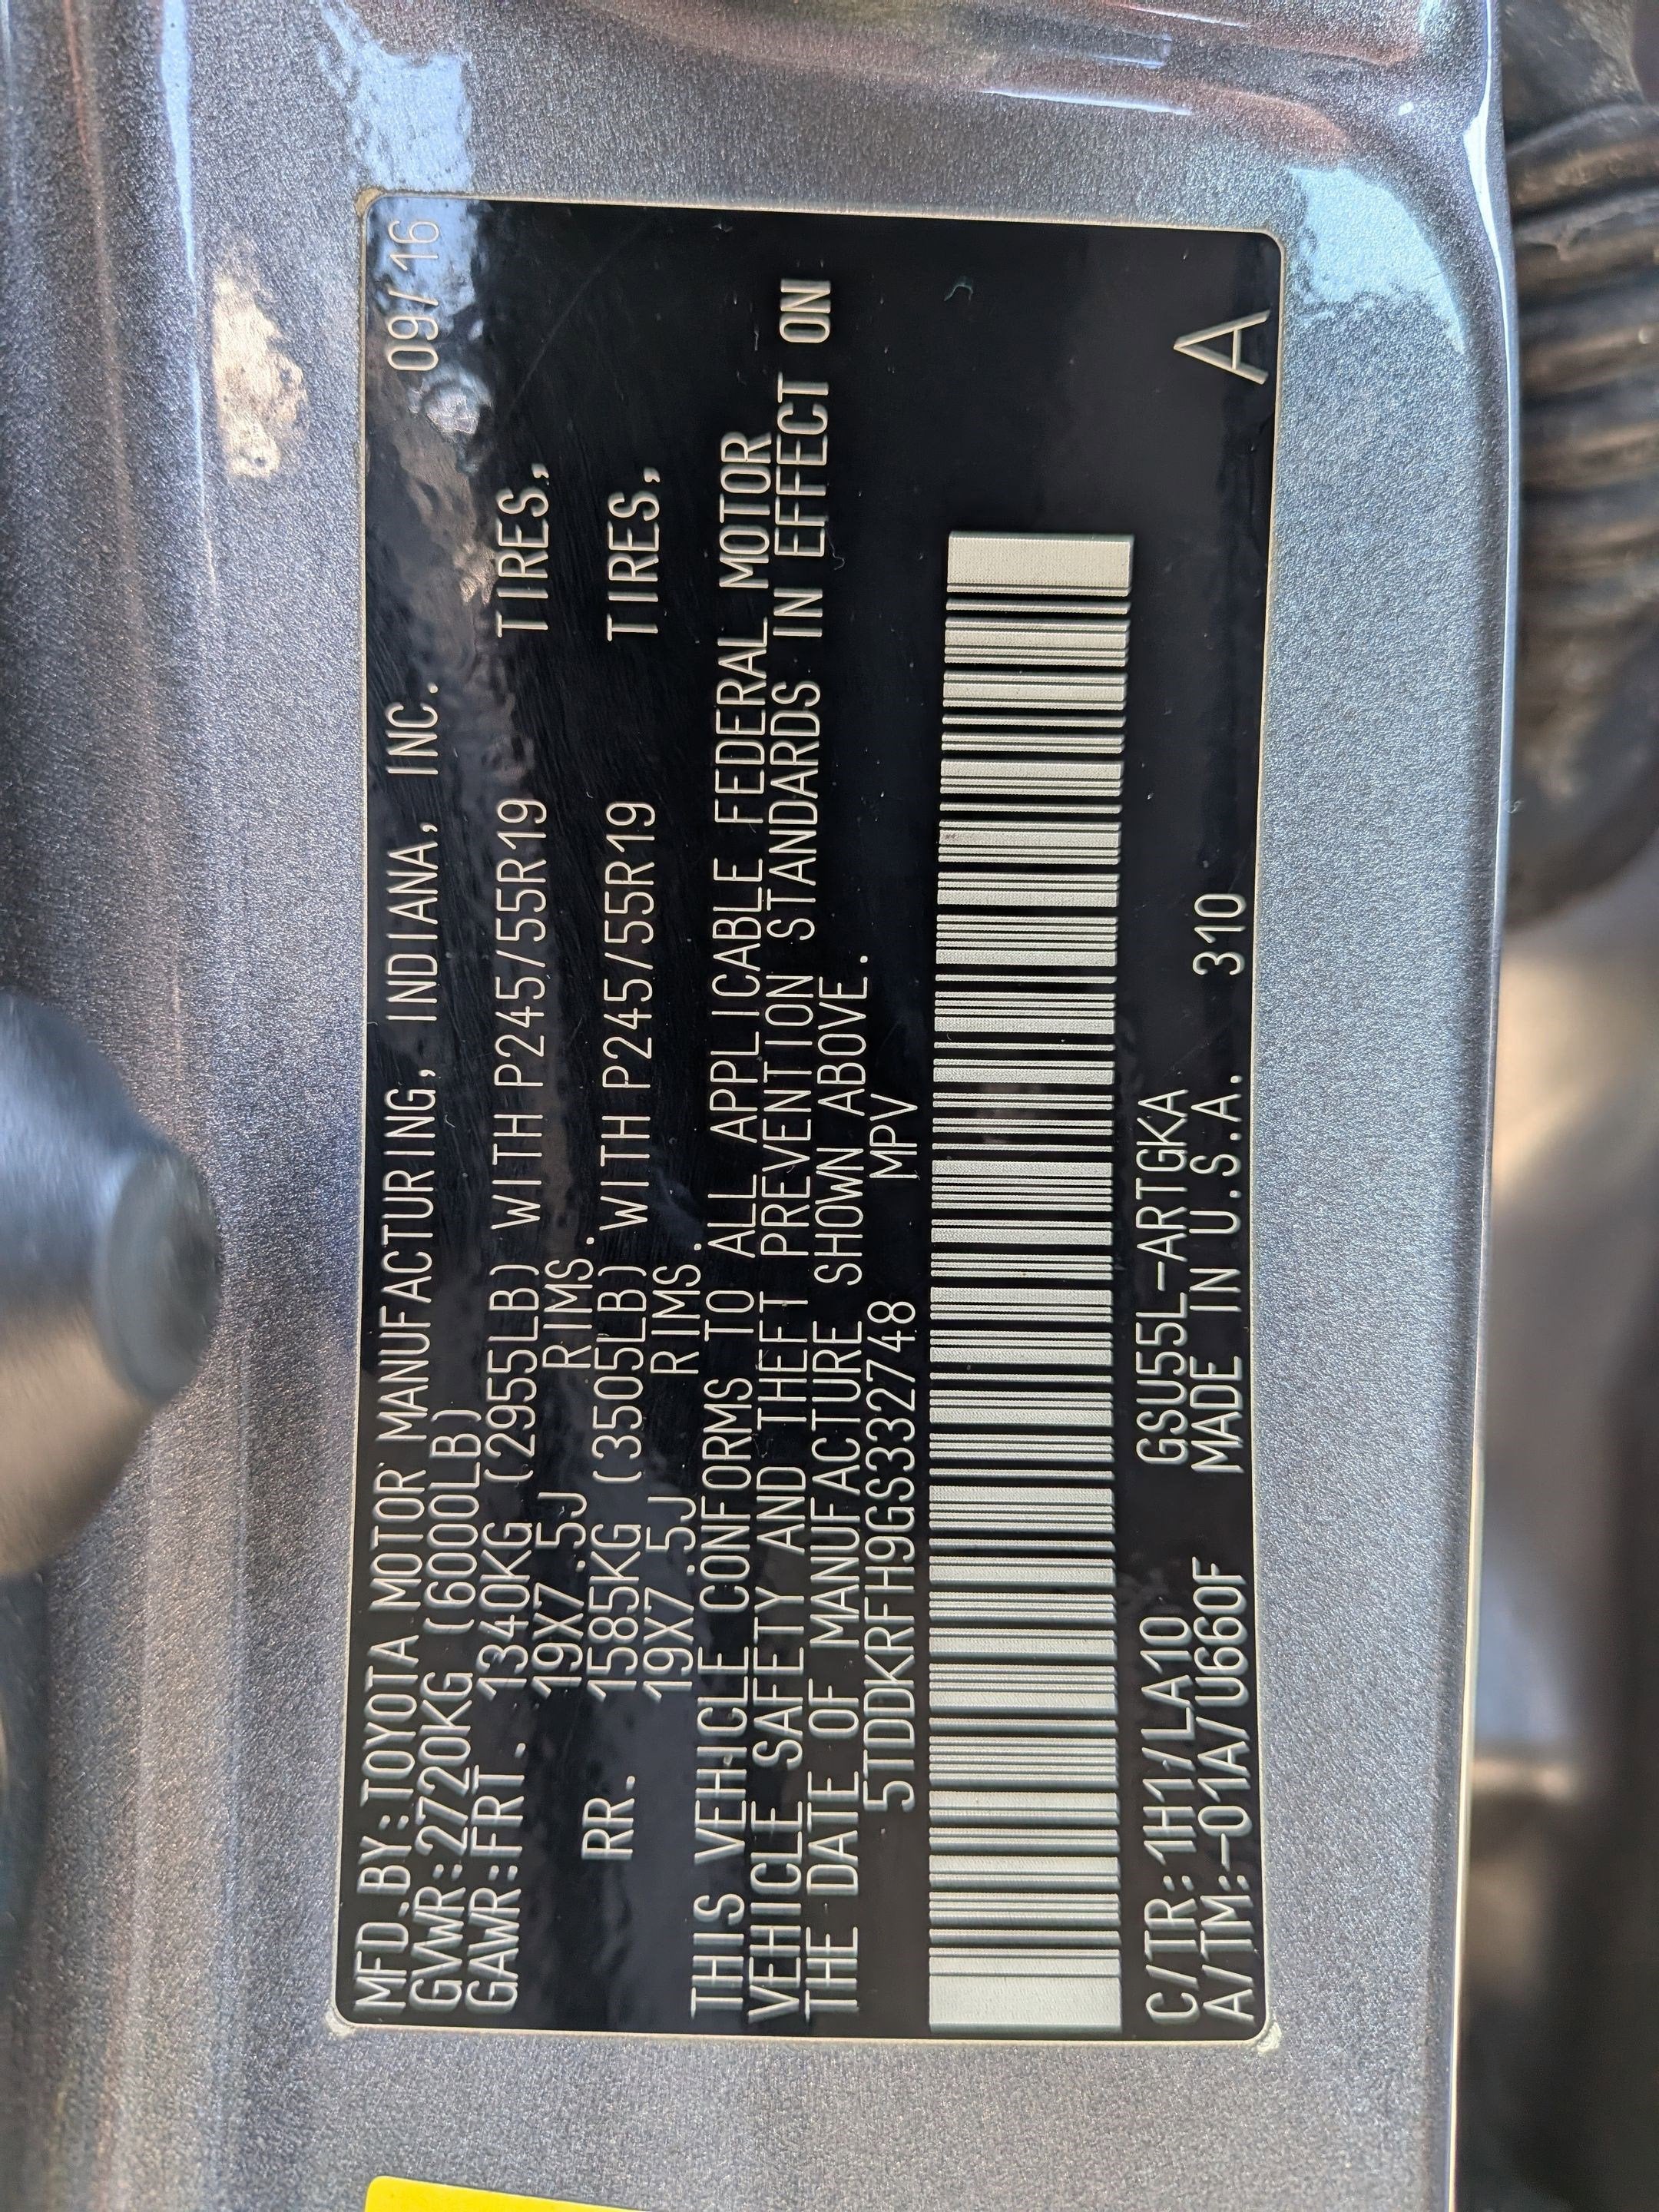 MFD.BY:TOYOTA MOTOR MANUFACTURING, INDIANA, INC. 09/16
GVWR:2720KG (6000LB)
GAWR:FRT. 1340KG (2955LB) WITH P245/55R19 TIRES,
19X7.5J RIMS.
RR. 1585KG (3505LB) WITH P245/55R19 TIRES,
19X7.5J RIMS.
THIS VEHICLE CONFORMS TO ALL APPLICABLE FEDERAL MOTOR
VEHICLE SAFETY AND THEFT PREVENTION STANDARDS IN EFFECT ON
THE DATE OF MANUFACTURE SHOWN ABOVE.
5TDDKRFH9GS332748 MPV
C/TR:1H1/LA10 GSU55L-ARTGKA
A/TM:-01A/U660F MADE IN U.S.A. 310 A